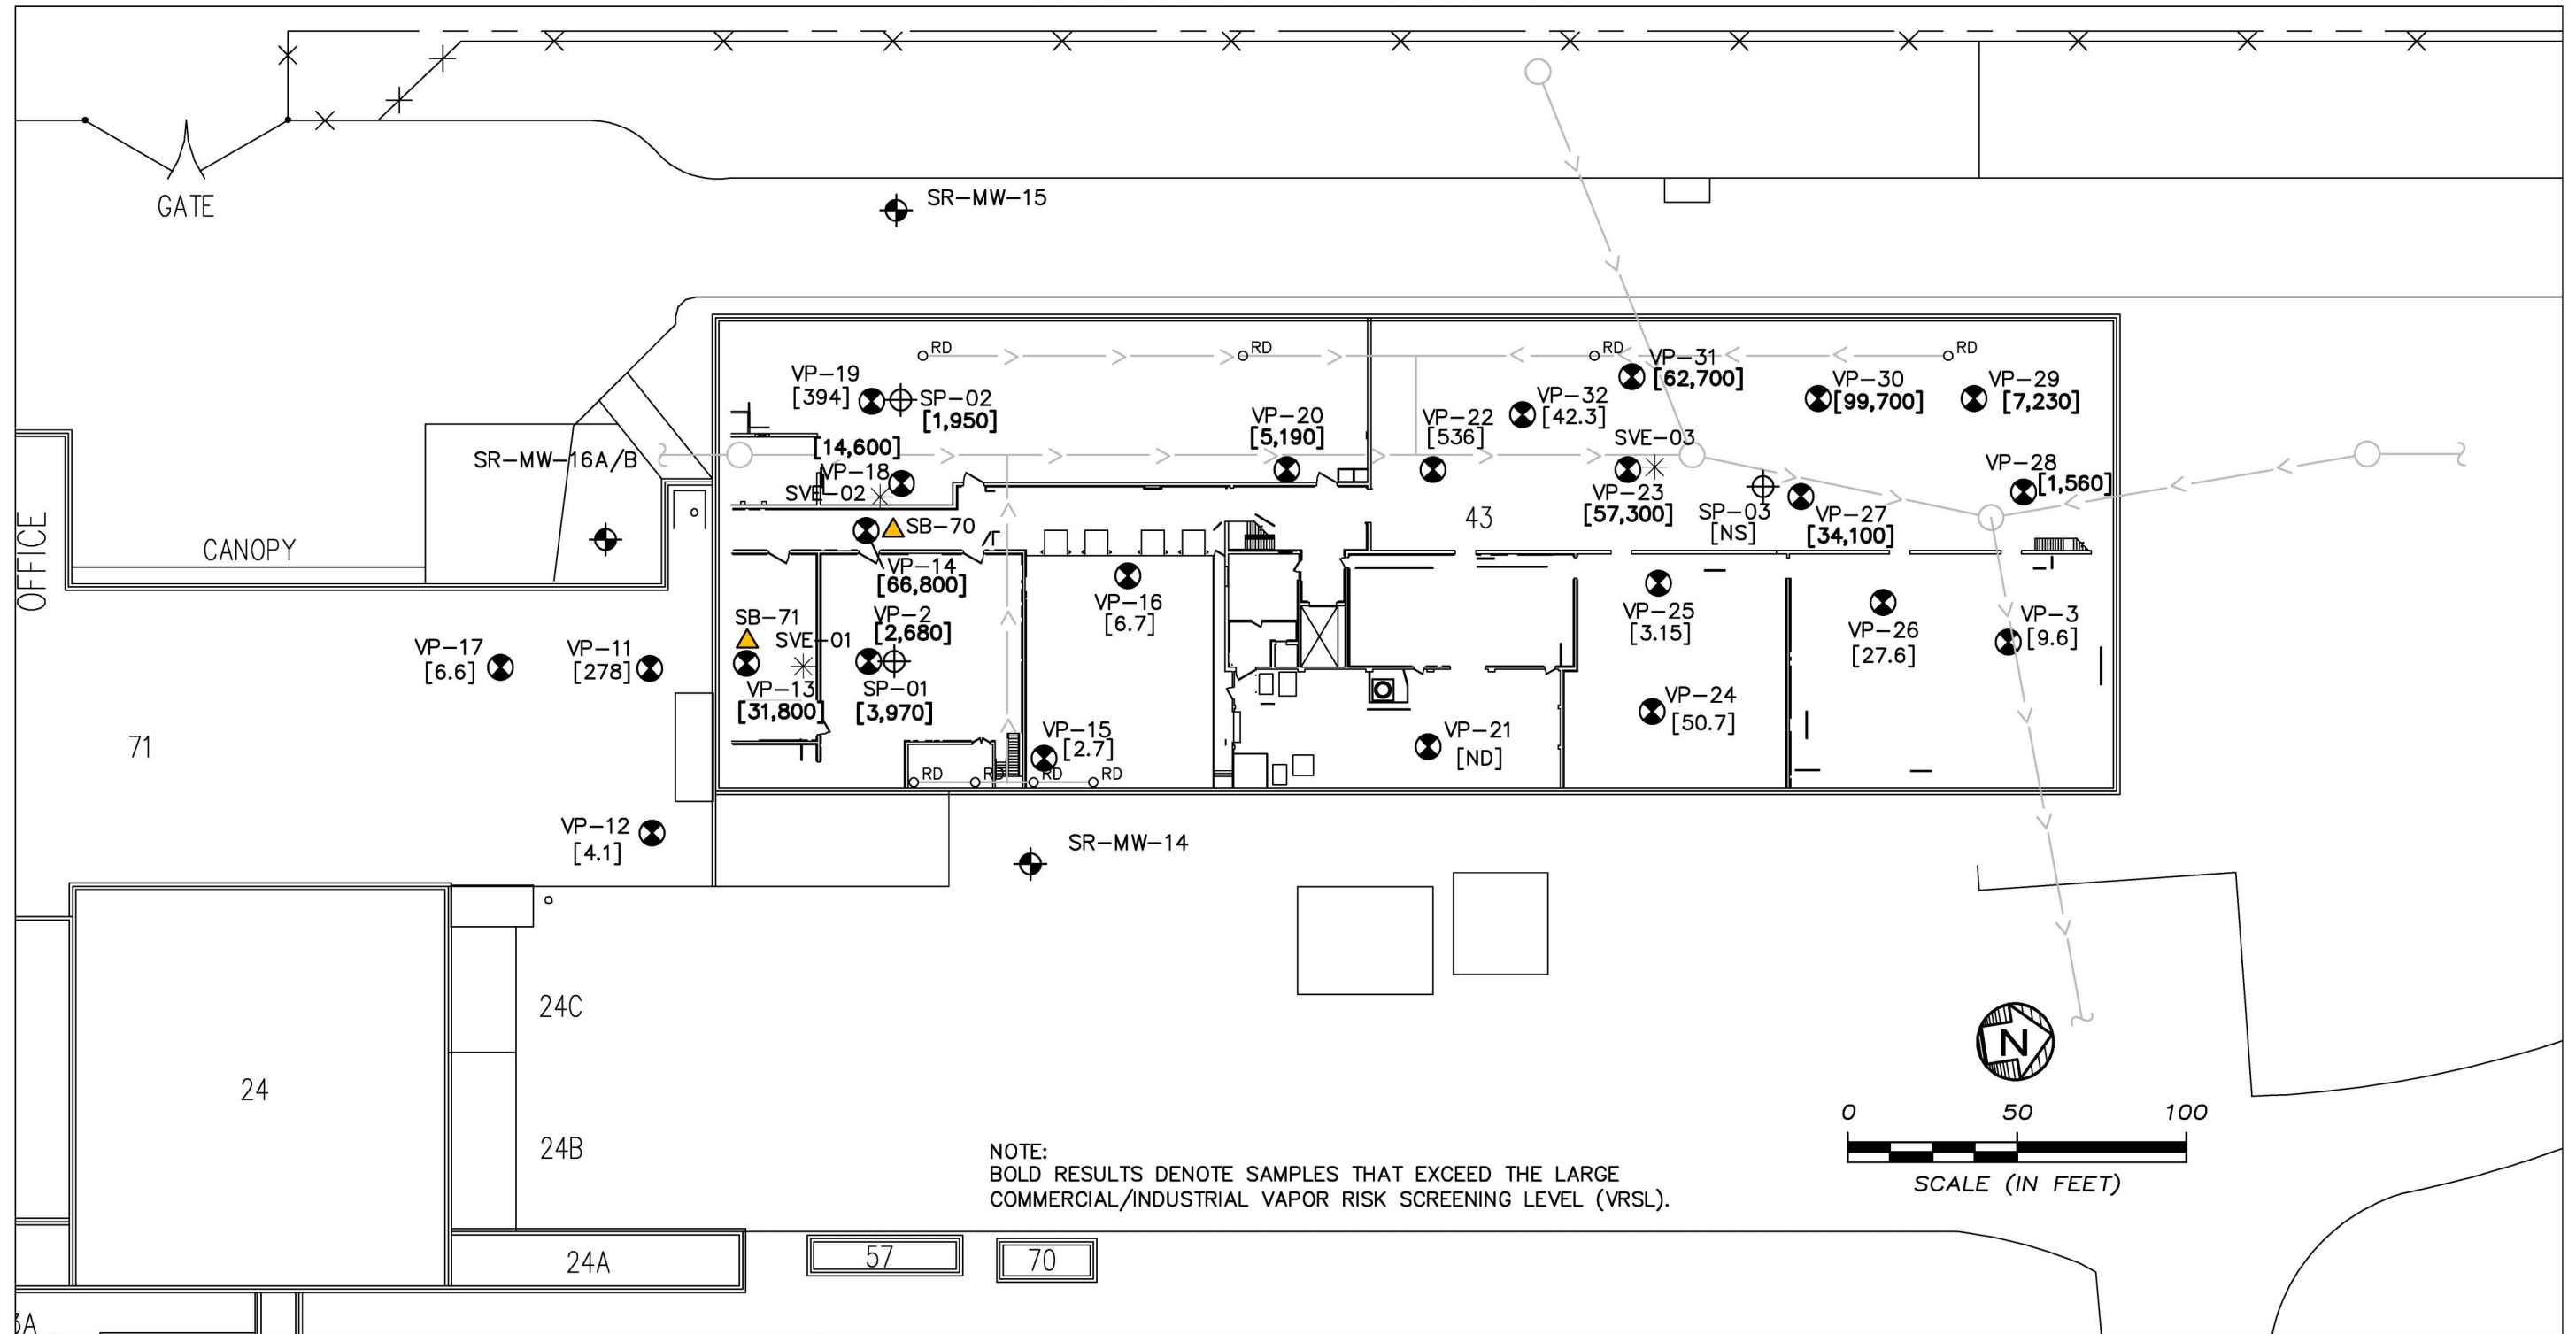 GATE
SR-MW-15
RD
RD
RD
RD
VP-19
[394]
SP-02
[1,950]
VP-20
[5,190]
VP-22
[536]
VP-32
[42.3]
VP-31
[62,700]
VP-30
[99,700]
VP-29
[7,230]
[14,600]
VP-18
SVE-02
SVE-03
VP-23
[57,300]
SP-03
[NS]
VP-27
[34,100]
VP-28
[1,560]
SR-MW-16A/B
OFFICE
CANOPY
43
SB-70
VP-14
[66,800]
VP-2
[2,680]
SB-71
SVE-01
VP-13
[31,800]
SP-01
[3,970]
VP-16
[6.7]
VP-25
[3.15]
VP-26
[27.6]
VP-3
[9.6]
VP-17
[6.6]
VP-11
[278]
VP-15
[2.7]
VP-21
[ND]
VP-24
[50.7]
RD
RD
RD
RD
71
VP-12
[4.1]
SR-MW-14
24
24C
24B
24A
57
70
3A
NOTE:
BOLD RESULTS DENOTE SAMPLES THAT EXCEED THE LARGE
COMMERCIAL/INDUSTRIAL VAPOR RISK SCREENING LEVEL (VRSL).
N
0 50 100
SCALE (IN FEET)